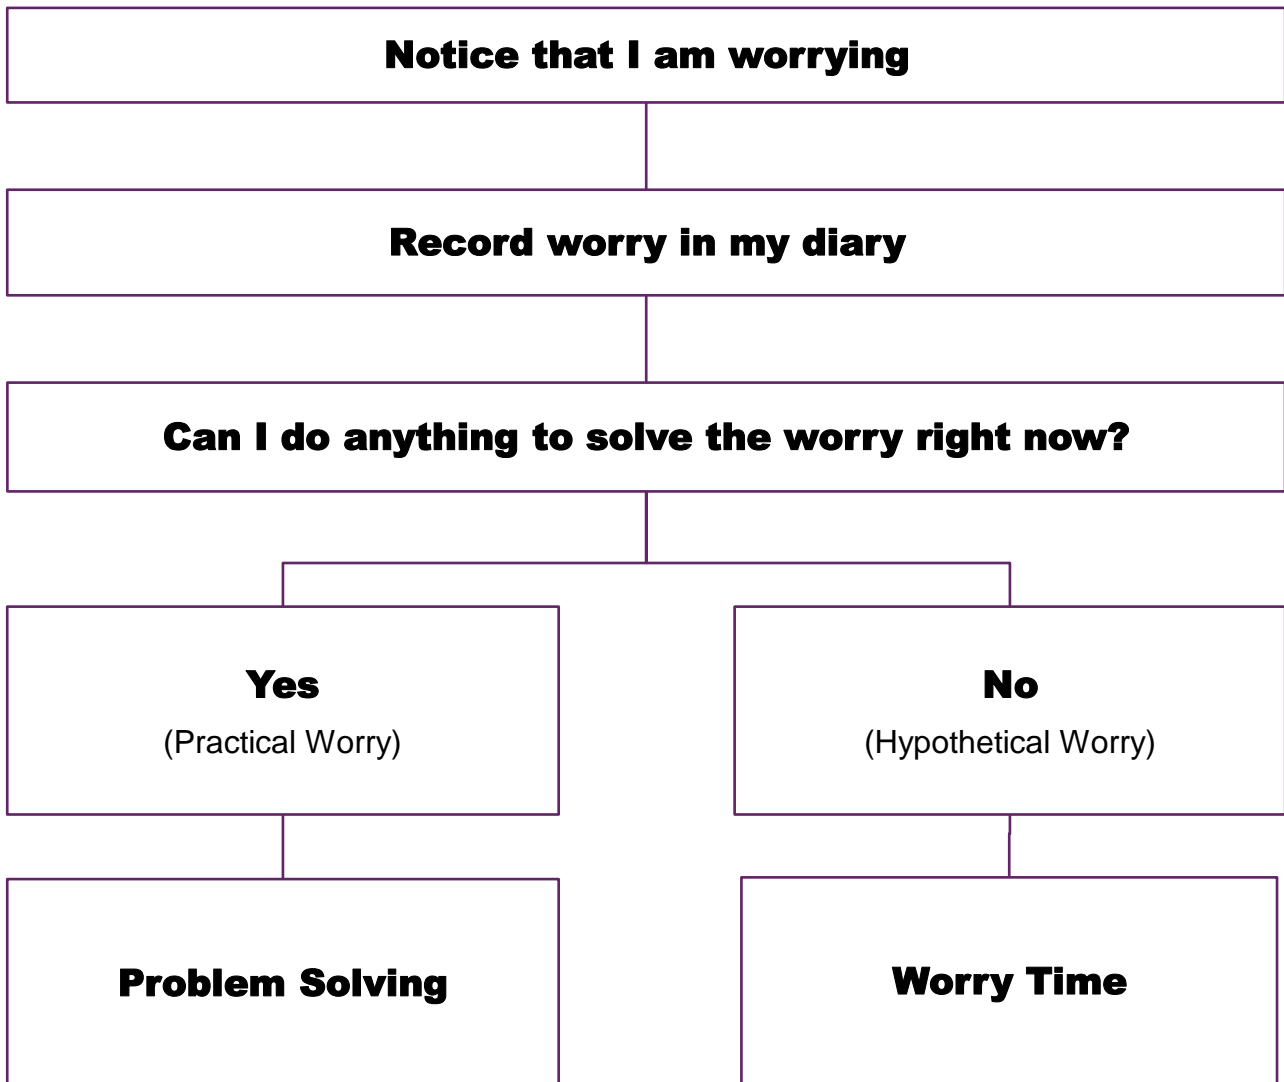 Notice that I am worrying
Record worry in my diary
Can I do anything to solve the worry right now?
Yes
(Practical Worry)
No
(Hypothetical Worry)
Problem Solving
Worry Time